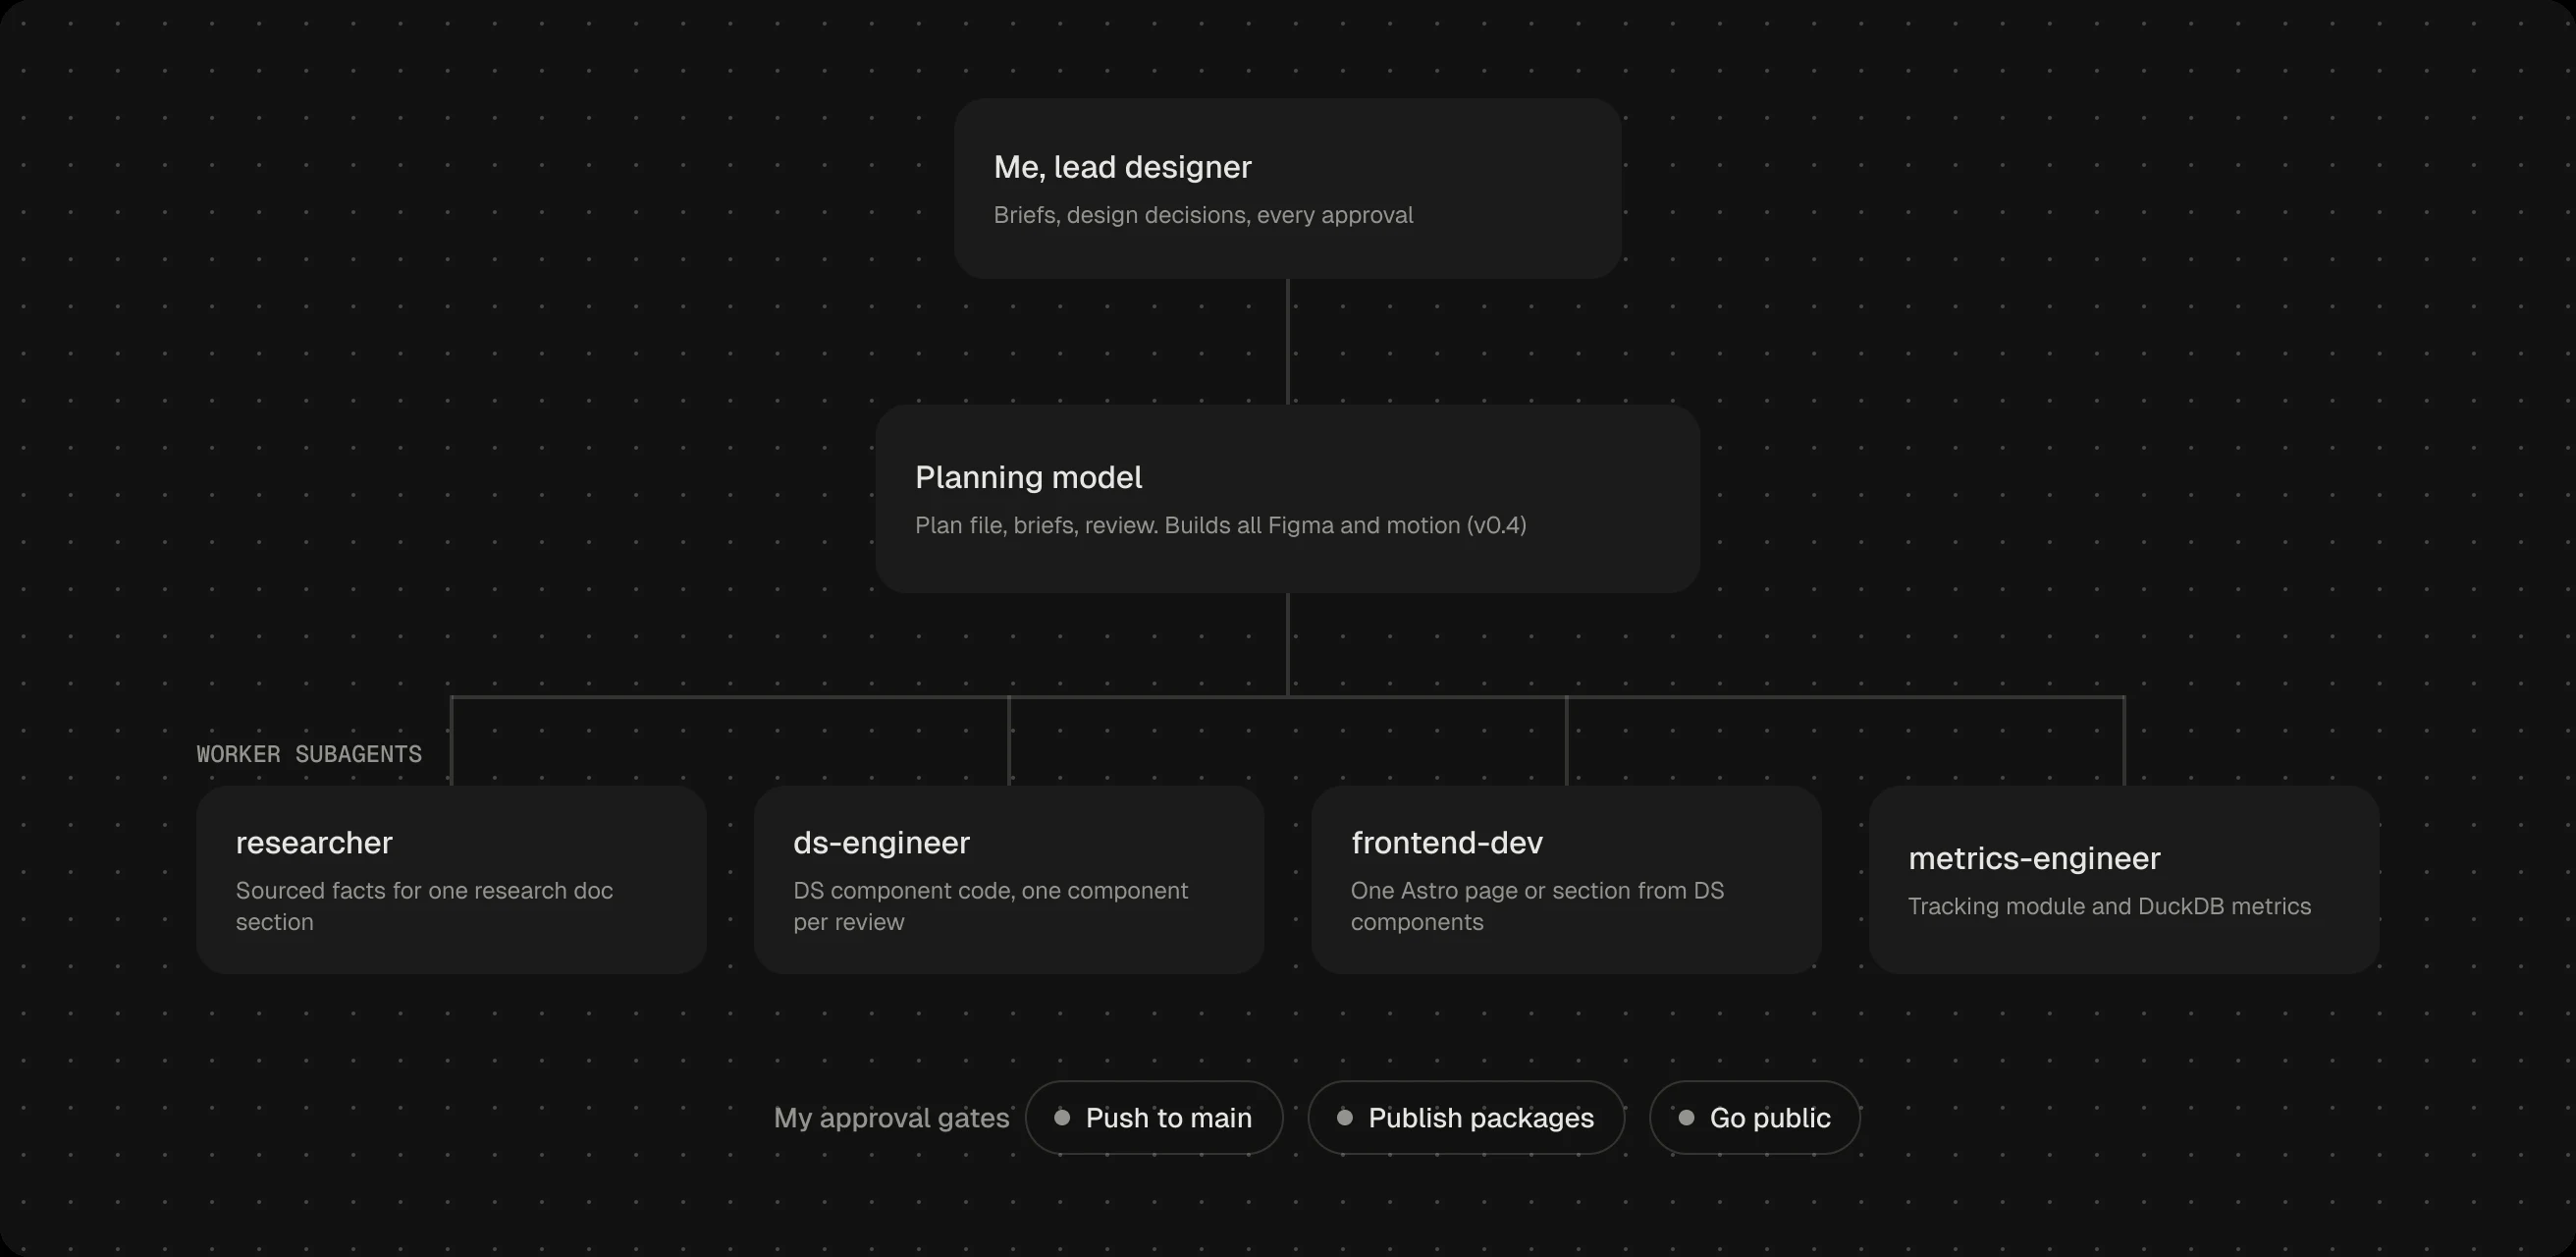 Me, lead designer
Briefs, design decisions, every approval
Planning model
Plan file, briefs, review. Builds all Figma and motion (v0.4)
WORKER SUBAGENTS
researcher
Sourced facts for one research doc
section
ds-engineer
DS component code, one component
per review
frontend-dev
One Astro page or section from DS
components
metrics-engineer
Tracking module and DuckDB metrics
My approval gates
Push to main
Publish packages
Go public